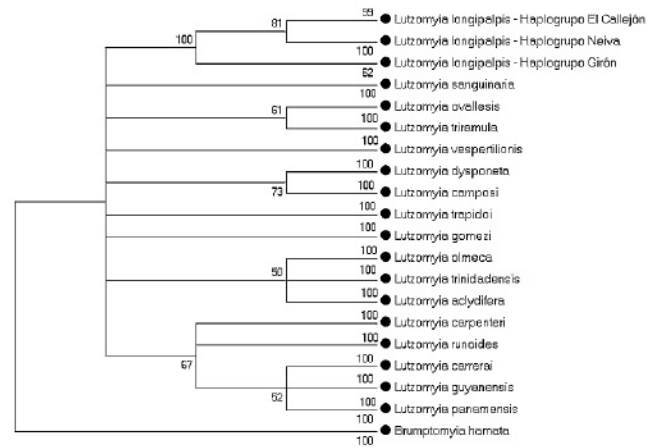 99
Lutzomyia longipalpis - Haplogrupo El Callejón
81
Lutzomyia longipalpis - Haplogrupo Neiva
100
100
Lutzomyia longipalpis - Haplogrupo Girón
62
Lutzomyia sanguinaria
100
Lutzomyia ovallesis
61
100
Lutzomyia triramula
100
Lutzomyia vespertilionis
100
Lutzomyia dysponeta
100
73
Lutzomyia camposi
100
Lutzomyia trapidoi
100
Lutzomyia gomezi
100
Lutzomyia olmeca
50
100
Lutzomyia trinidadensis
100
Lutzomyia aclydifera
100
Lutzomyia carpenteri
100
Lutzomyia runoides
67
100
Lutzomyia carrerai
100
Lutzomyia guyanensis
52
100
Lutzomyia panamensis
100
Brumptomyia hamata
100